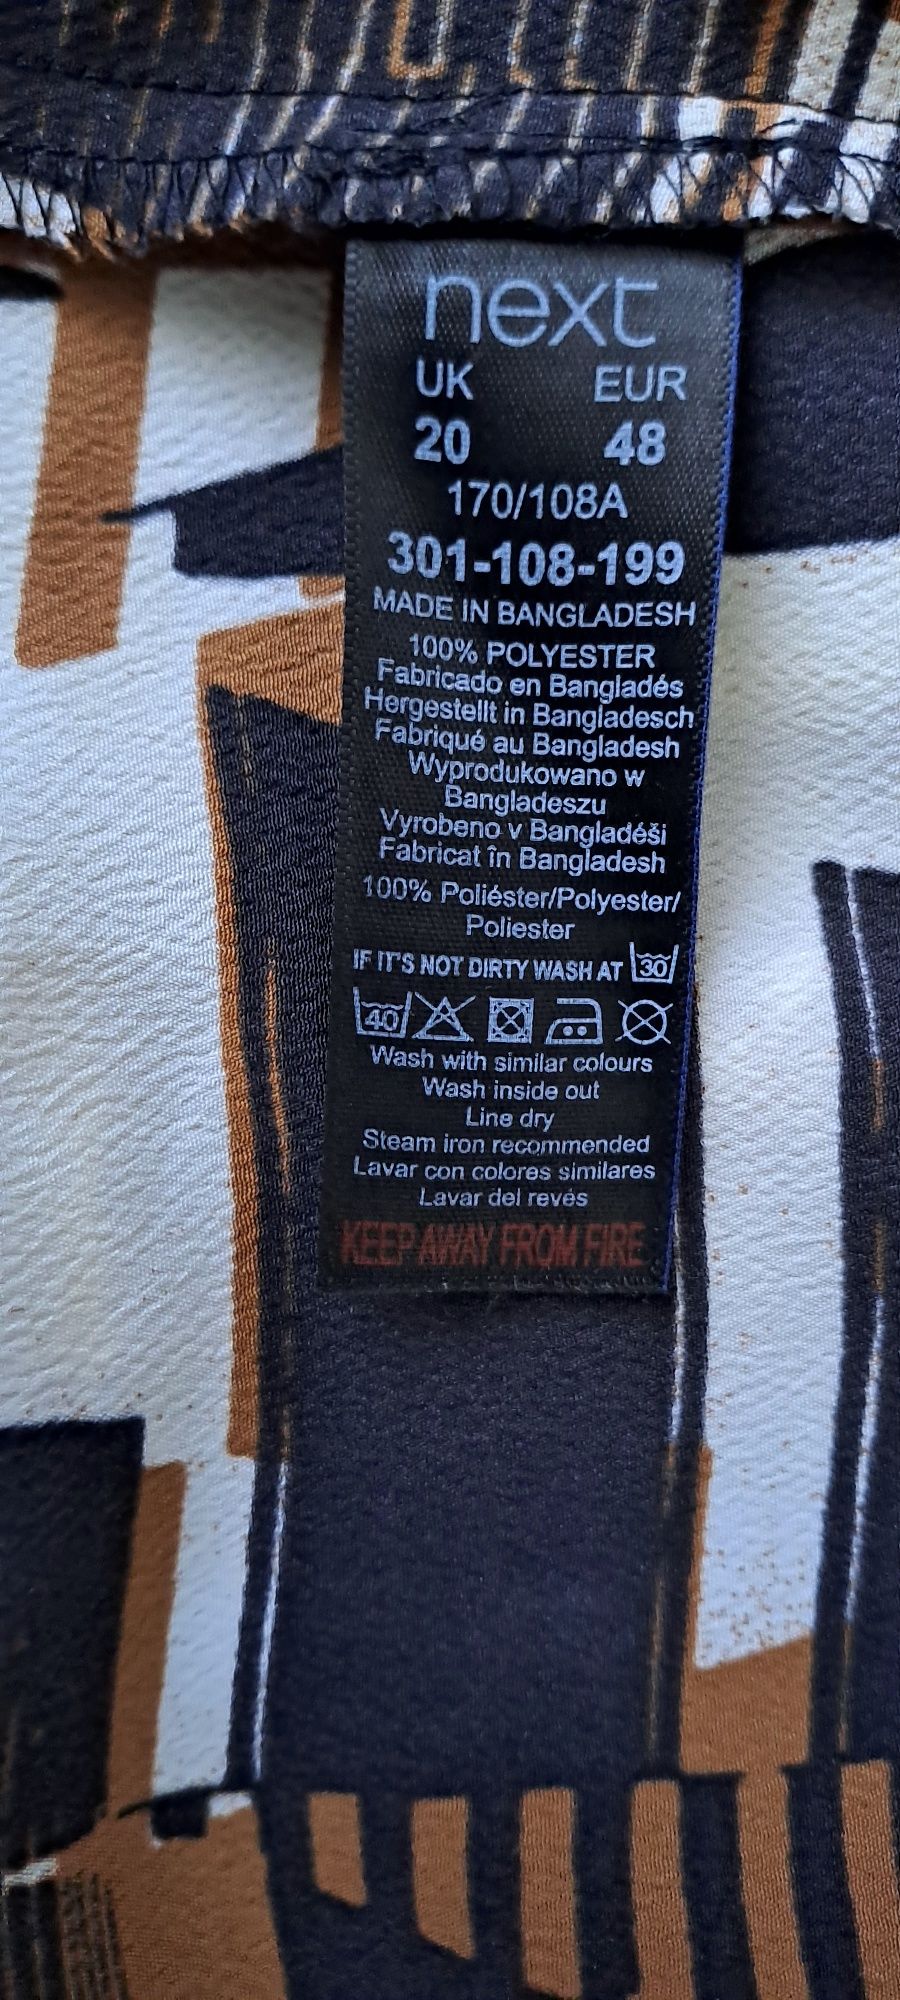 next
UK EUR
20 48
170/108A
301-108-199
MADE IN BANGLADESH
100% POLYESTER
Fabricado en Bangladés
Hergestellt in Bangladesch
Fabriqué au Bangladesh
Wyprodukowano w
Bangladeszu
Vyrobeno v Bangladéši
Fabricat în Bangladesh
100% Poliéster/Polyester/
Poliester
IF IT'S NOT DIRTY WASH AT 30
40
Wash with similar colours
Wash inside out
Line dry
Steam iron recommended
Lavar con colores similares
Lavar del revés
KEEP AWAY FROM FIRE